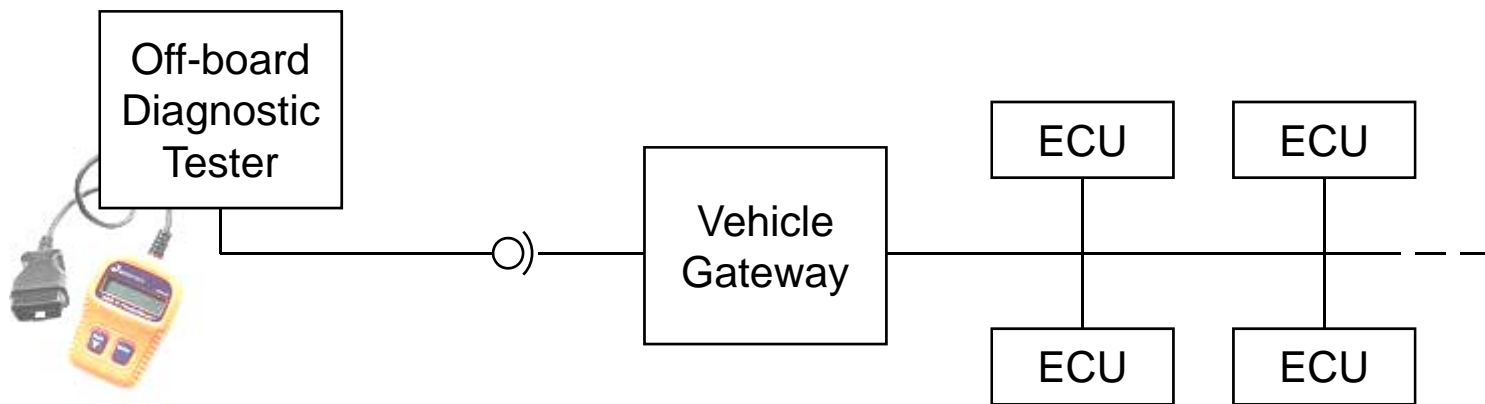 Off-board
Diagnostic
Tester
Vehicle
Gateway
ECU
ECU
ECU
ECU